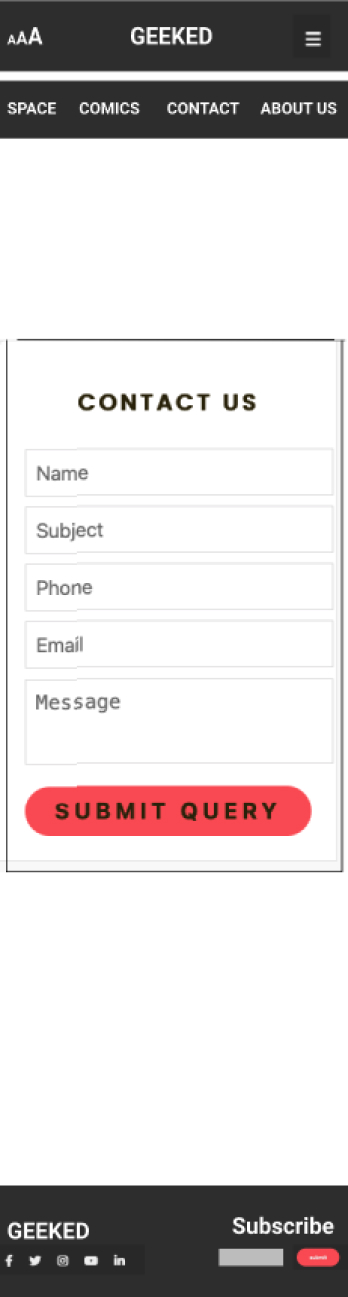 AAA GEEKED
SPACE COMICS CONTACT ABOUT US
CONTACT US
Name
Subject
Phone
Email
Message
SUBMIT QUERY
GEEKED Subscribe
submit